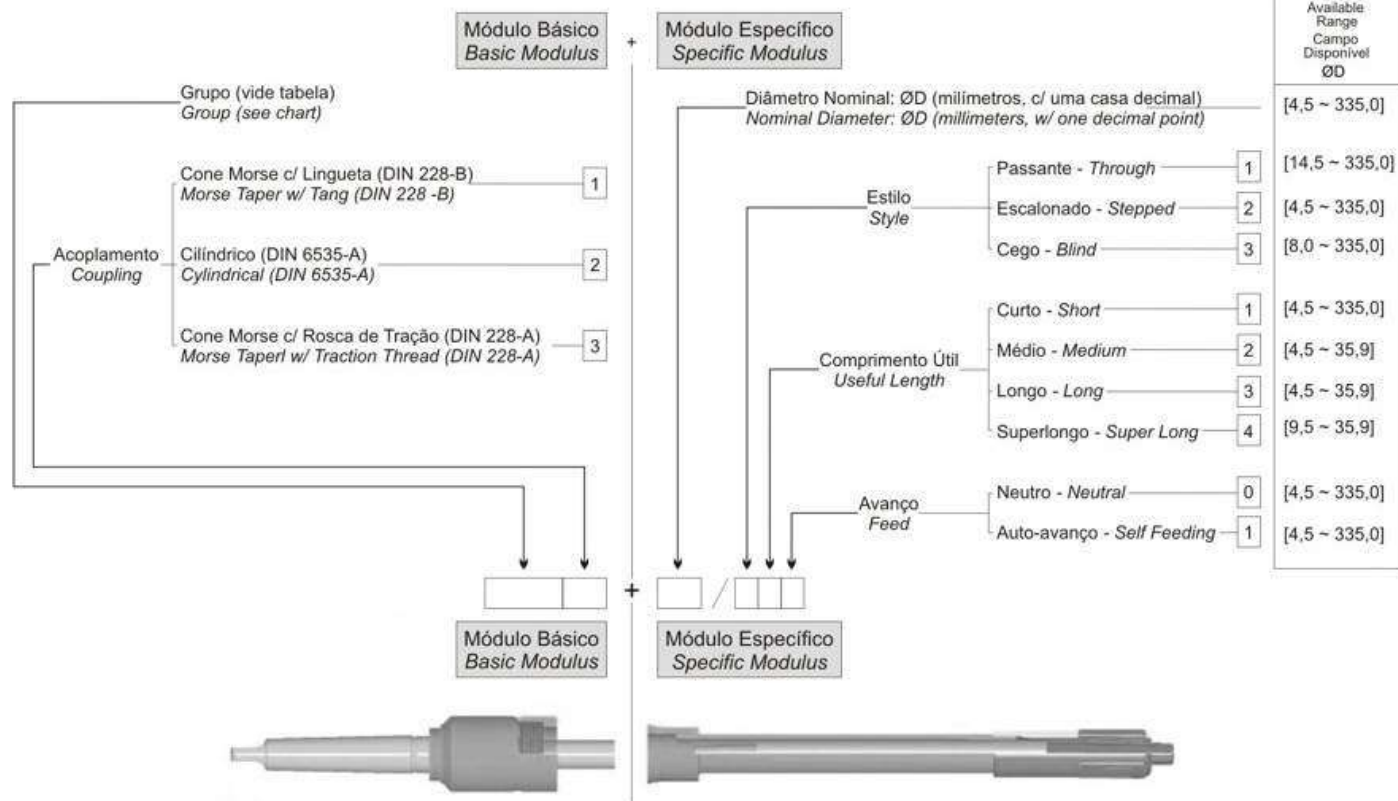 Módulo Básico
Basic Modulus
+
Módulo Específico
Specific Modulus
Available
Range
Campo
Disponível
ØD
Grupo (vide tabela)
Group (see chart)
Diâmetro Nominal: ØD (milímetros, c/ uma casa decimal)
Nominal Diameter: ØD (millimeters, w/ one decimal point)
[4,5 ~ 335,0]
Acoplamento
Coupling
Cone Morse c/ Lingueta (DIN 228-B)
Morse Taper w/ Tang (DIN 228 -B)
1
Cilíndrico (DIN 6535-A)
Cylindrical (DIN 6535-A)
2
Cone Morse c/ Rosca de Tração (DIN 228-A)
Morse Taperl w/ Traction Thread (DIN 228-A)
3
Estilo
Style
Passante - Through 1 [14,5 ~ 335,0]
Escalonado - Stepped 2 [4,5 ~ 335,0]
Cego - Blind 3 [8,0 ~ 335,0]
Comprimento Útil
Useful Length
Curto - Short 1 [4,5 ~ 335,0]
Médio - Medium 2 [4,5 ~ 35,9]
Longo - Long 3 [4,5 ~ 35,9]
Superlongo - Super Long 4 [9,5 ~ 35,9]
Avanço
Feed
Neutro - Neutral 0 [4,5 ~ 335,0]
Auto-avanço - Self Feeding 1 [4,5 ~ 335,0]
+ /
Módulo Básico
Basic Modulus
Módulo Específico
Specific Modulus